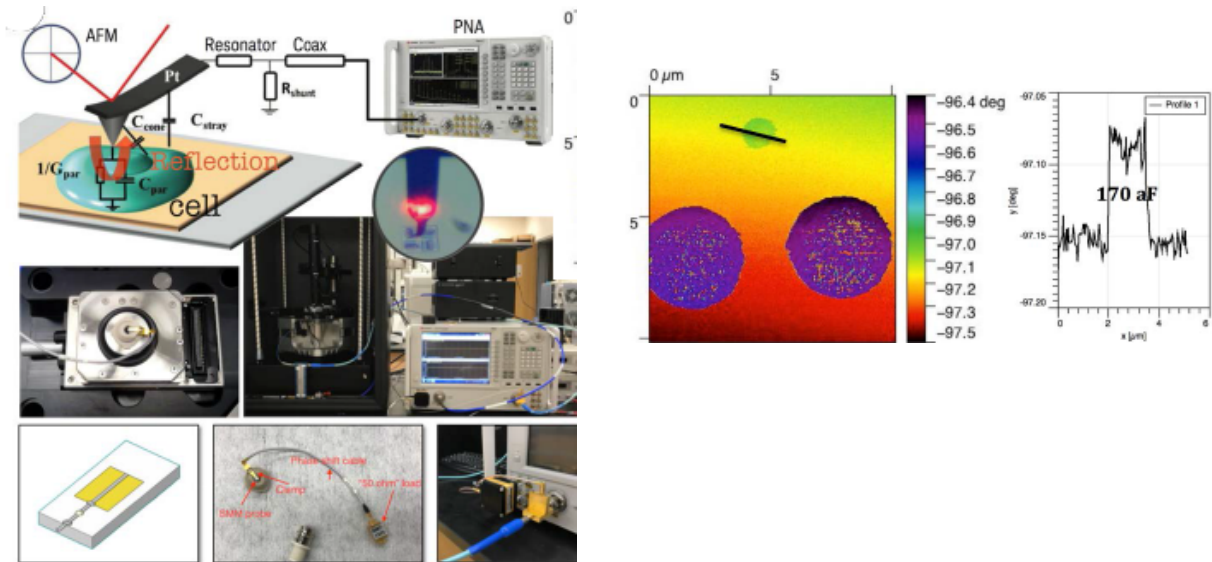 AFM
PNA
Resonator
Coax
Pt
R_shunt
C_cone
C_stray
Reflection
1/G_par
C_par
cell
0
5
Phase shift cable
Clamp
"50 ohm" load
SMM probe
0 µm
5
0
5
−96.4 deg
−96.5
−96.6
−96.7
−96.8
−96.9
−97.0
−97.1
−97.2
−97.3
−97.5
-97.05
-97.10
-97.15
-97.20
y [deg]
Profile 1
170 aF
0
2
4
6
x [µm]